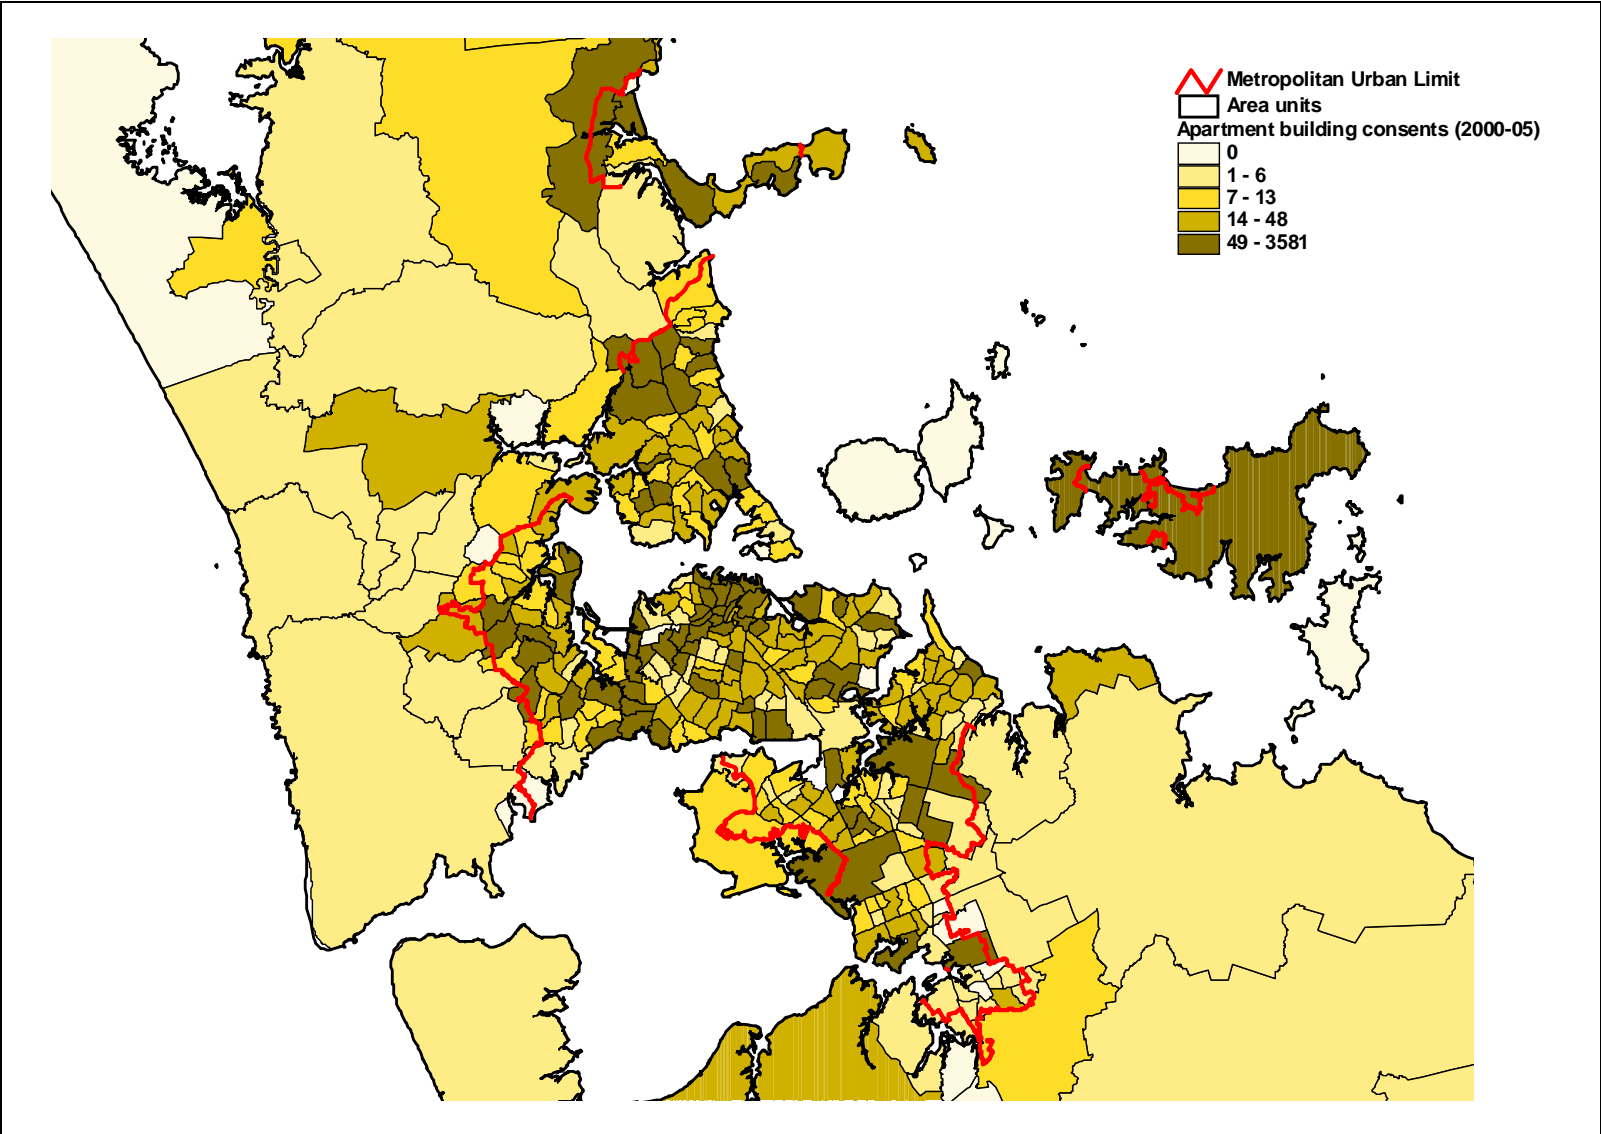 Metropolitan Urban Limit
Area units
Apartment building consents (2000-05)
0
1 - 6
7 - 13
14 - 48
49 - 3581